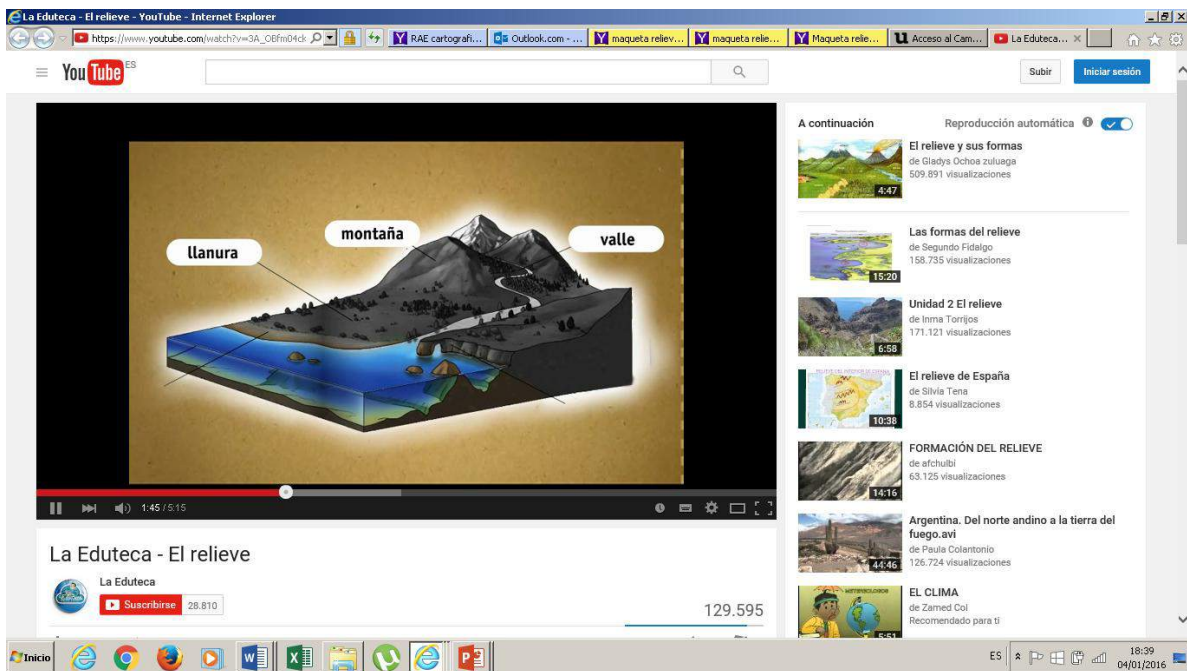 La Eduteca - El relieve - YouTube - Internet Explorer
https://www.youtube.com/watch?v=3A_OBfm04ck
RAE cartografi...
Outlook.com - ...
maqueta reliev...
maqueta relie...
Maqueta relie...
Acceso al Cam...
La Eduteca...
YouTube ES
Subir
Iniciar sesión
llanura
montaña
valle
1:45 / 5:15
La Eduteca - El relieve
La Eduteca
Suscribirse 28.810
129.595
A continuación
Reproducción automática
El relieve y sus formas
de Gladys Ochoa zuluaga
509.891 visualizaciones
4:47
Las formas del relieve
de Segundo Fidalgo
158.735 visualizaciones
15:20
Unidad 2 El relieve
de Inma Torrijos
171.121 visualizaciones
6:58
El relieve de España
de Silvia Tena
8.854 visualizaciones
10:38
FORMACIÓN DEL RELIEVE
de afchulbi
63.125 visualizaciones
14:16
Argentina. Del norte andino a la tierra del
fuego.avi
de Paula Colantonio
126.724 visualizaciones
44:46
EL CLIMA
de Zamed Col
Recomendado para ti
5:51
Inicio
ES
18:39
04/01/2016